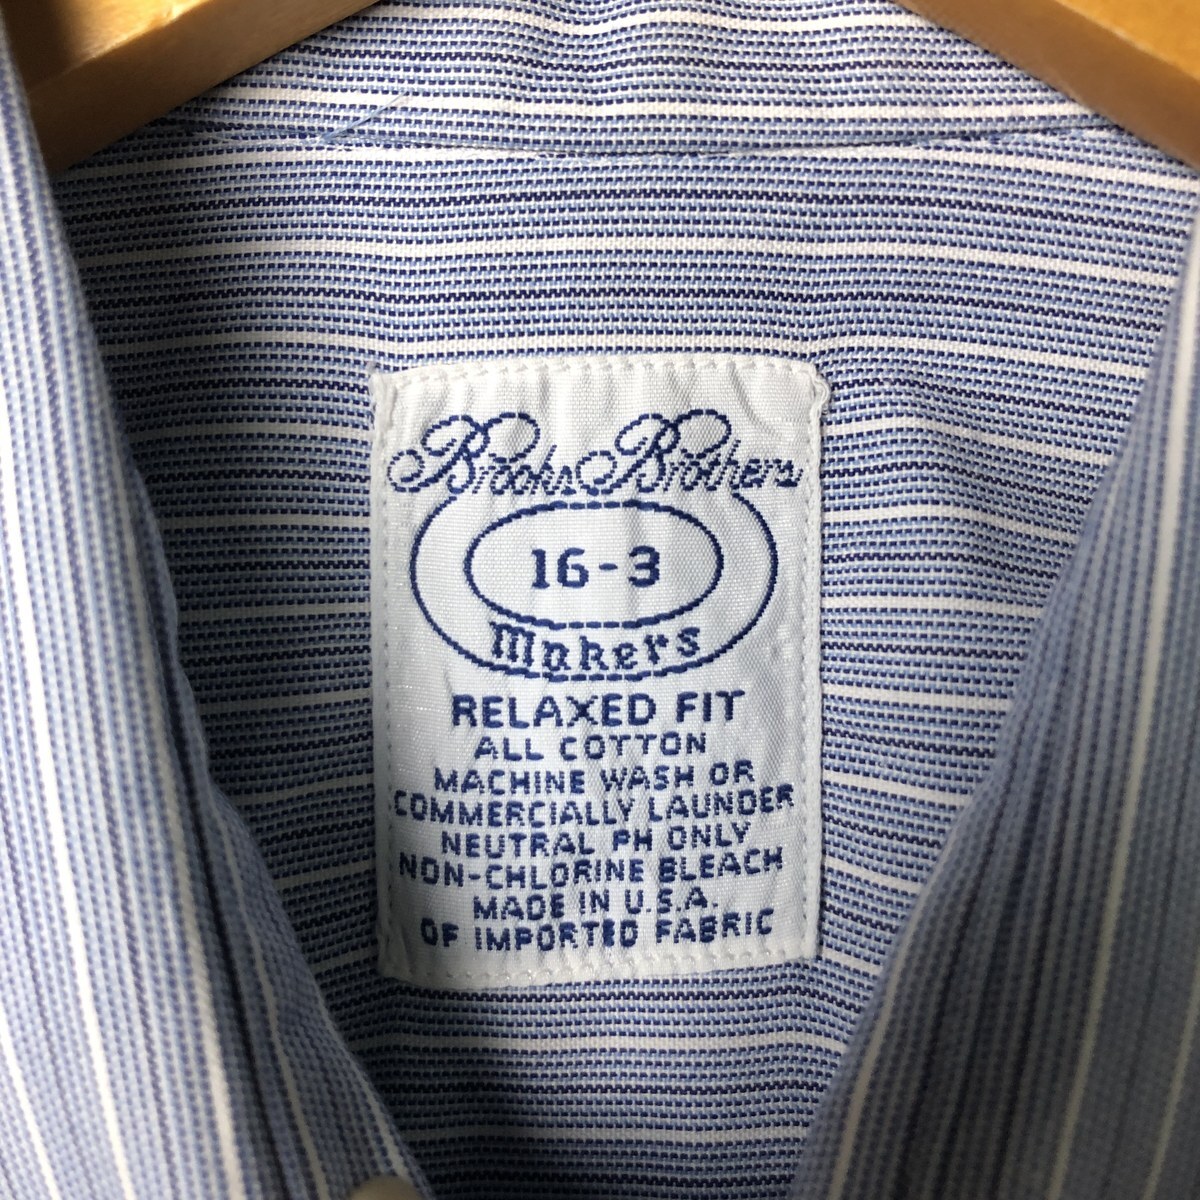 Brooks Brothers
16-3
Makers
RELAXED FIT
ALL COTTON
MACHINE WASH OR
COMMERCIALLY LAUNDER
NEUTRAL PH ONLY
NON-CHLORINE BLEACH
MADE IN U.S.A.
OF IMPORTED FABRIC